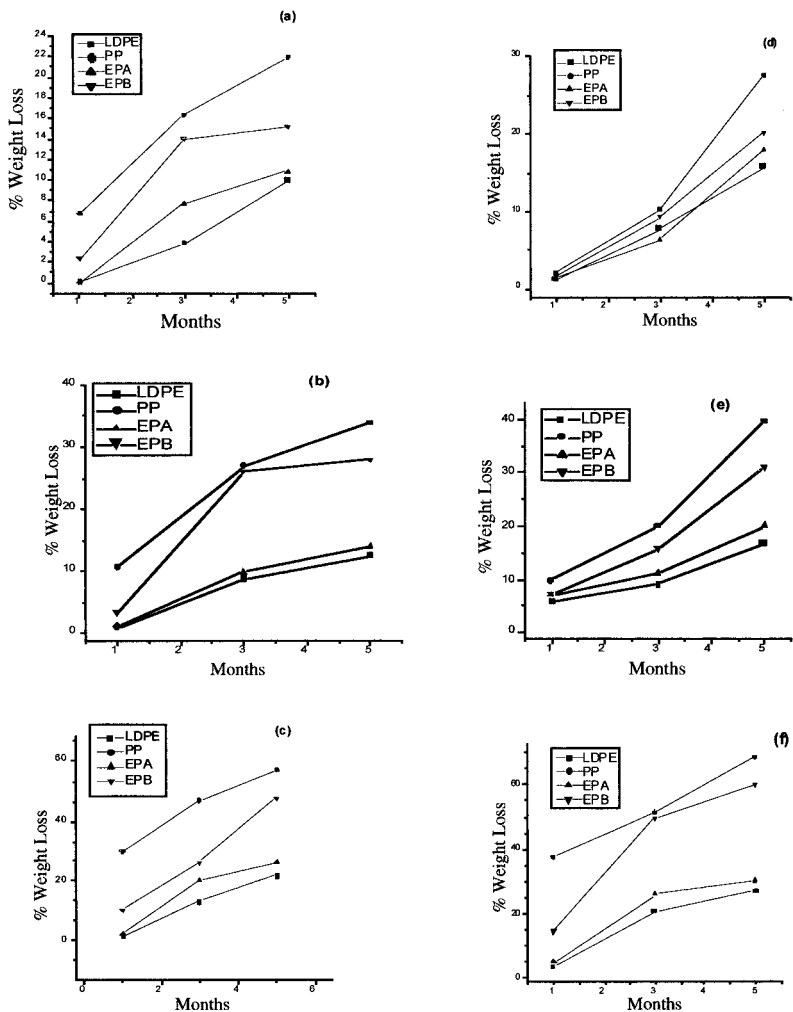 (a)
LDPE
PP
EPA
EPB
24
22
20
18
16
14
12
10
8
6
4
2
0
% Weight Loss
1 2 3 4 5
Months
(d)
LDPE
PP
EPA
EPB
30
20
10
0
% Weight Loss
1 2 3 4 5
Months
(b)
LDPE
PP
EPA
EPB
40
30
20
10
0
% Weight Loss
1 2 3 4 5
Months
(e)
LDPE
PP
EPA
EPB
40
30
20
10
0
% Weight Loss
1 2 3 4 5
Months
(c)
LDPE
PP
EPA
EPB
60
40
20
0
% Weight Loss
0 2 4 6
Months
(f)
LDPE
PP
EPA
EPB
60
40
20
0
% Weight Loss
1 2 3 4 5
Months